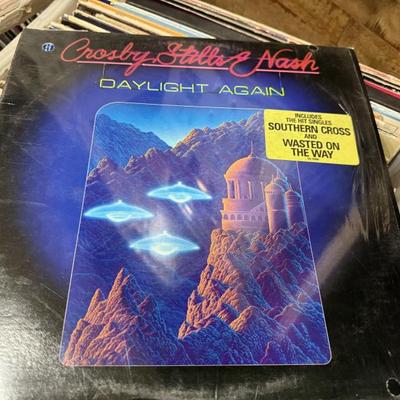 Crosby, Stills & Nash
DAYLIGHT AGAIN
INCLUDES
THE HIT SINGLES
SOUTHERN CROSS
AND
WASTED ON
THE WAY